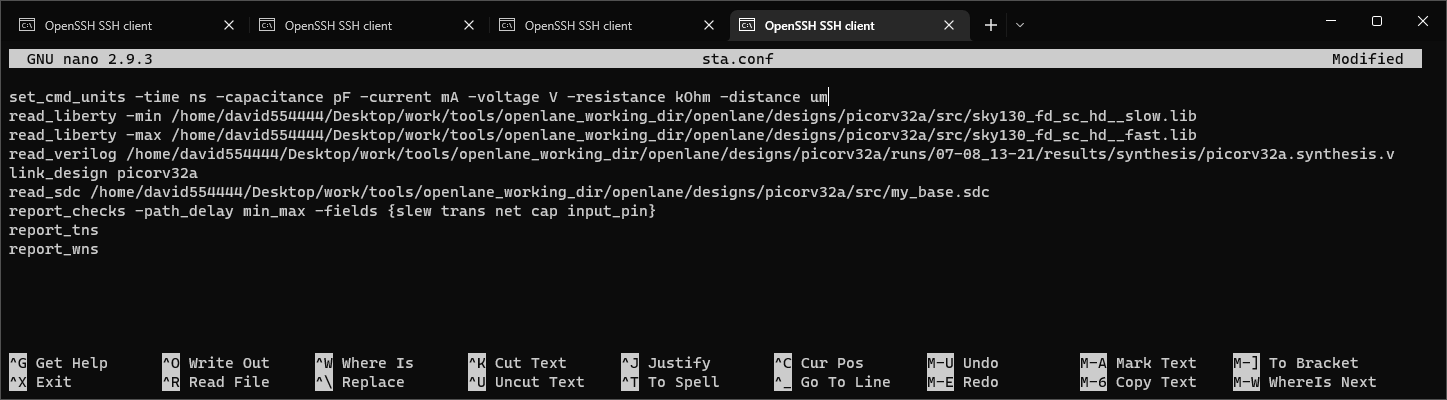 OpenSSH SSH client OpenSSH SSH client OpenSSH SSH client OpenSSH SSH client
GNU nano 2.9.3 sta.conf Modified
set_cmd_units -time ns -capacitance pF -current mA -voltage V -resistance kOhm -distance um
read_liberty -min /home/david554444/Desktop/work/tools/openlane_working_dir/openlane/designs/picorv32a/src/sky130_fd_sc_hd__slow.lib
read_liberty -max /home/david554444/Desktop/work/tools/openlane_working_dir/openlane/designs/picorv32a/src/sky130_fd_sc_hd__fast.lib
read_verilog /home/david554444/Desktop/work/tools/openlane_working_dir/openlane/designs/picorv32a/runs/07-08_13-21/results/synthesis/picorv32a.synthesis.v
link_design picorv32a
read_sdc /home/david554444/Desktop/work/tools/openlane_working_dir/openlane/designs/picorv32a/src/my_base.sdc
report_checks -path_delay min_max -fields {slew trans net cap input_pin}
report_tns
report_wns
^G Get Help ^O Write Out ^W Where Is ^K Cut Text ^J Justify ^C Cur Pos M-U Undo M-A Mark Text M-] To Bracket
^X Exit ^R Read File ^\ Replace ^U Uncut Text ^T To Spell ^_ Go To Line M-E Redo M-6 Copy Text M-W WhereIs Next